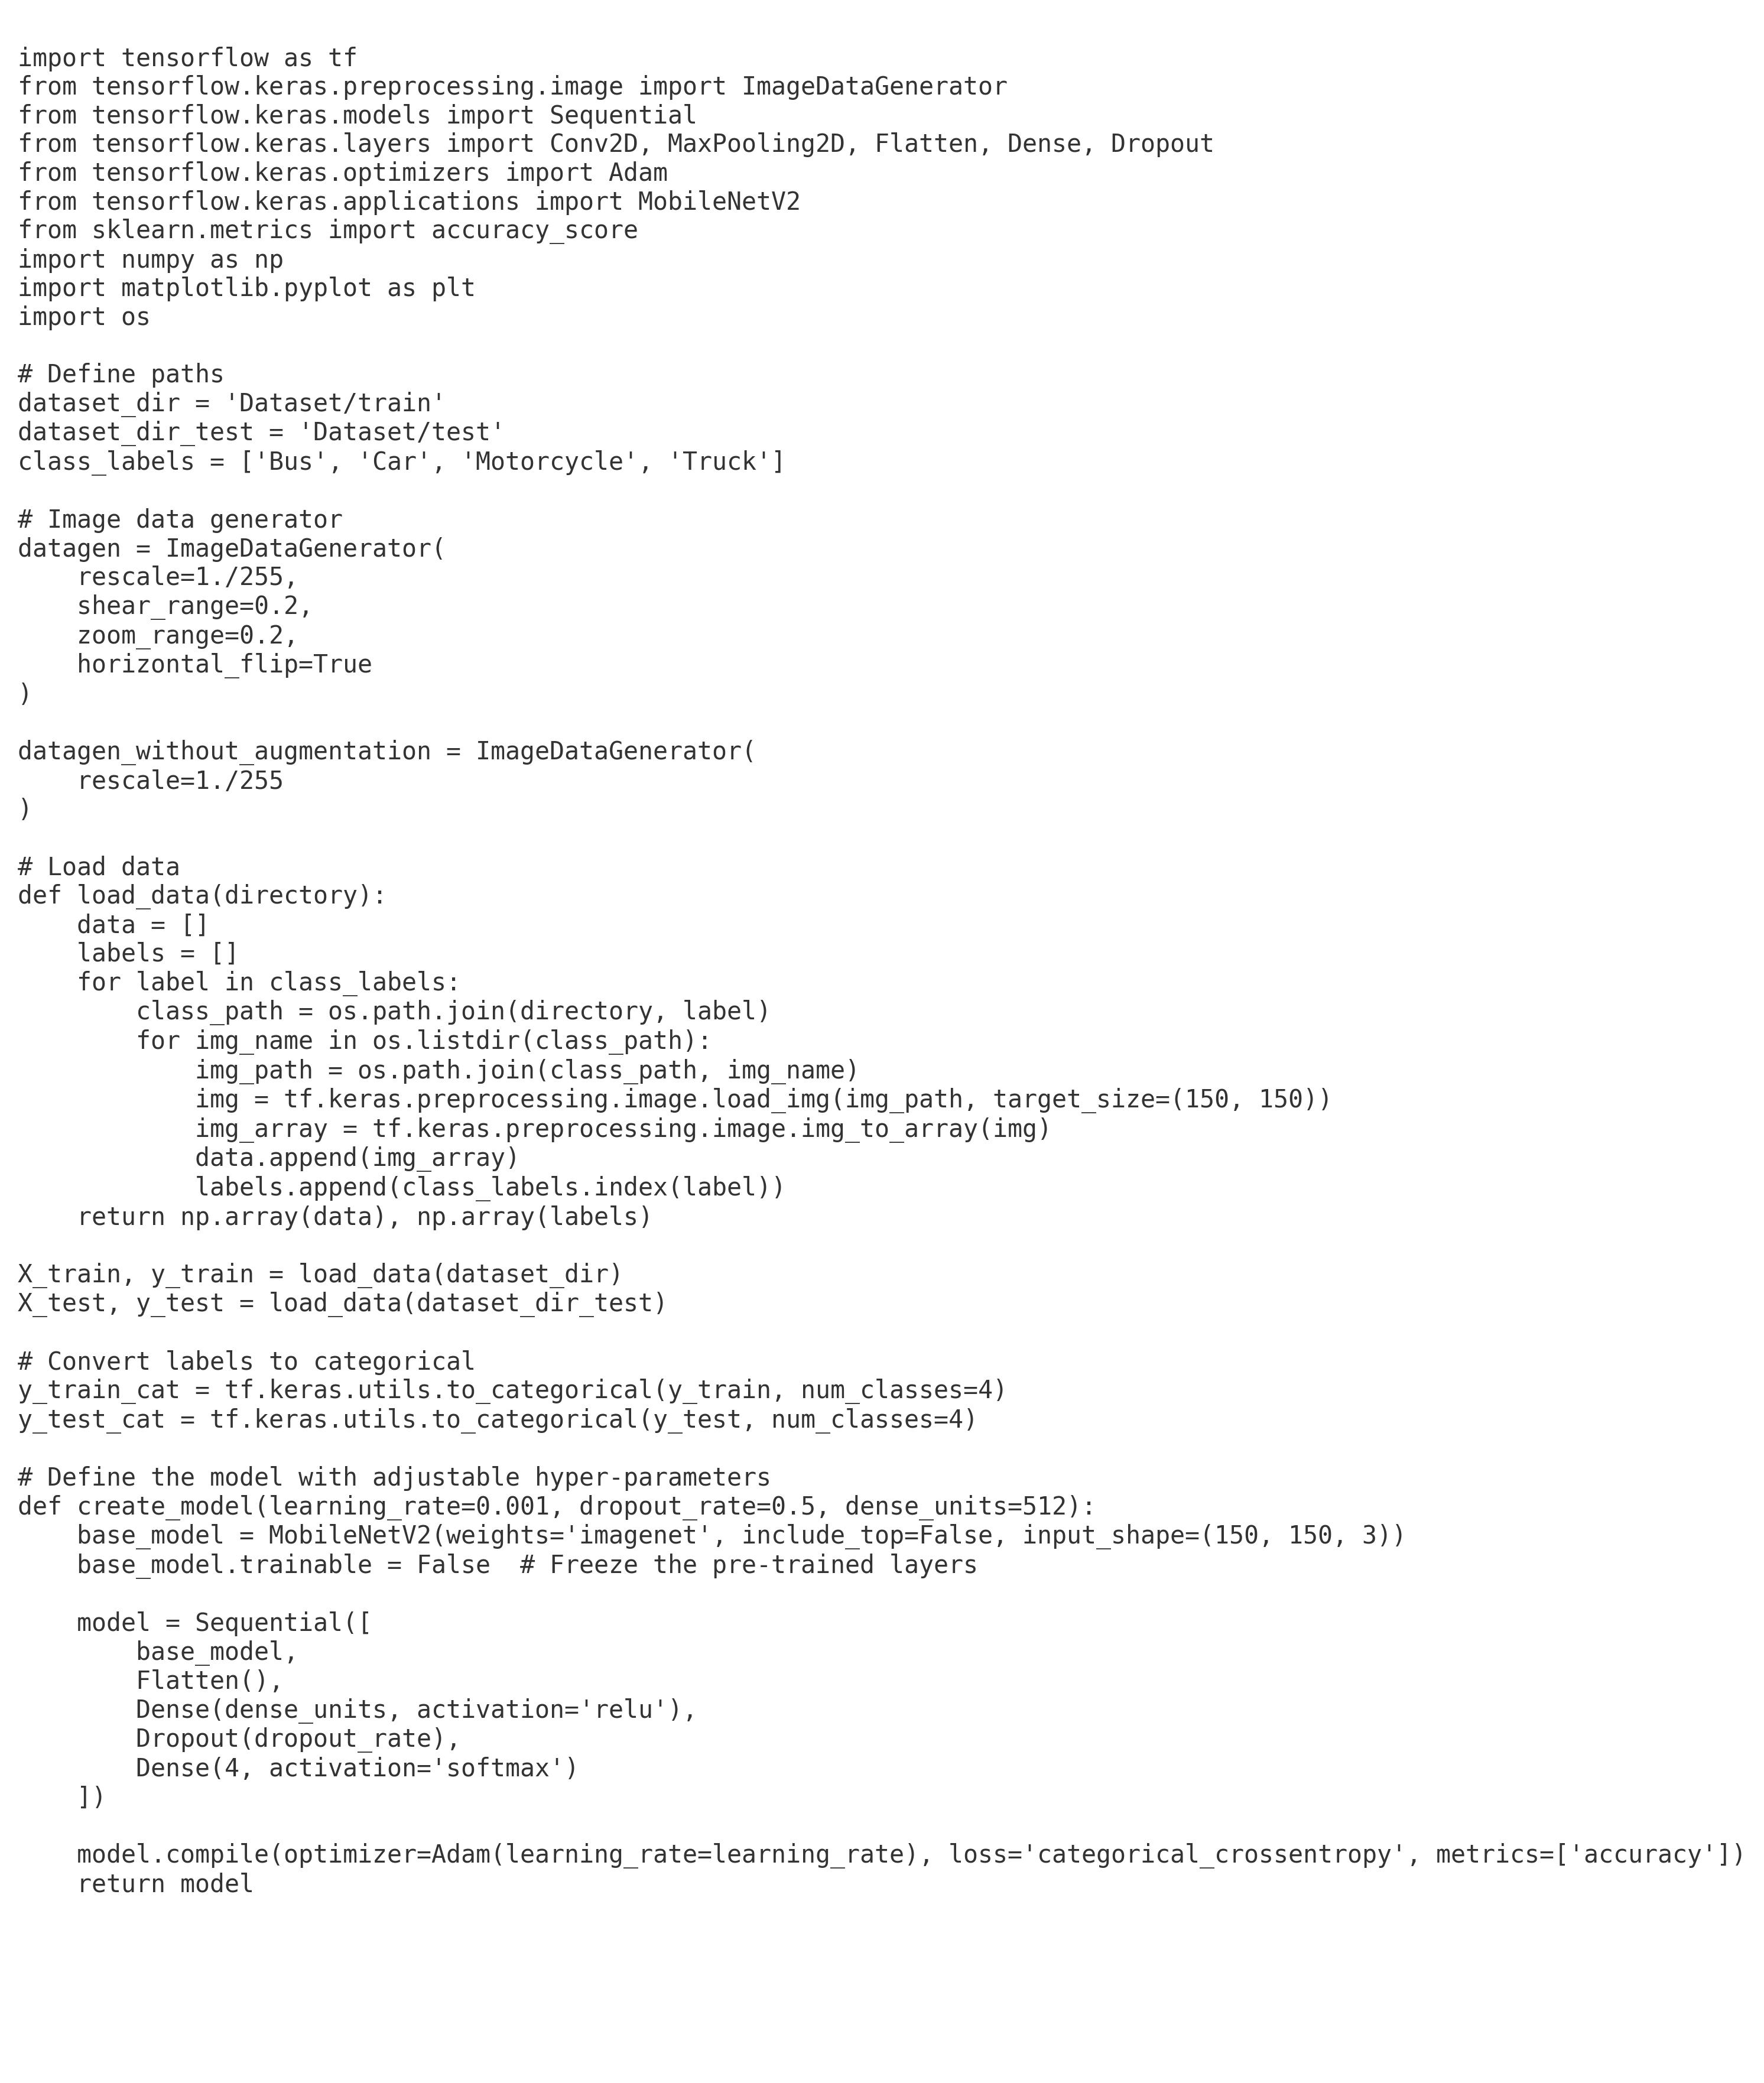 import tensorflow as tf
from tensorflow.keras.preprocessing.image import ImageDataGenerator
from tensorflow.keras.models import Sequential
from tensorflow.keras.layers import Conv2D, MaxPooling2D, Flatten, Dense, Dropout
from tensorflow.keras.optimizers import Adam
from tensorflow.keras.applications import MobileNetV2
from sklearn.metrics import accuracy_score
import numpy as np
import matplotlib.pyplot as plt
import os

# Define paths
dataset_dir = 'Dataset/train'
dataset_dir_test = 'Dataset/test'
class_labels = ['Bus', 'Car', 'Motorcycle', 'Truck']

# Image data generator
datagen = ImageDataGenerator(
    rescale=1./255,
    shear_range=0.2,
    zoom_range=0.2,
    horizontal_flip=True
)

datagen_without_augmentation = ImageDataGenerator(
    rescale=1./255
)

# Load data
def load_data(directory):
    data = []
    labels = []
    for label in class_labels:
        class_path = os.path.join(directory, label)
        for img_name in os.listdir(class_path):
            img_path = os.path.join(class_path, img_name)
            img = tf.keras.preprocessing.image.load_img(img_path, target_size=(150, 150))
            img_array = tf.keras.preprocessing.image.img_to_array(img)
            data.append(img_array)
            labels.append(class_labels.index(label))
    return np.array(data), np.array(labels)

X_train, y_train = load_data(dataset_dir)
X_test, y_test = load_data(dataset_dir_test)

# Convert labels to categorical
y_train_cat = tf.keras.utils.to_categorical(y_train, num_classes=4)
y_test_cat = tf.keras.utils.to_categorical(y_test, num_classes=4)

# Define the model with adjustable hyper-parameters
def create_model(learning_rate=0.001, dropout_rate=0.5, dense_units=512):
    base_model = MobileNetV2(weights='imagenet', include_top=False, input_shape=(150, 150, 3))
    base_model.trainable = False  # Freeze the pre-trained layers

    model = Sequential([
        base_model,
        Flatten(),
        Dense(dense_units, activation='relu'),
        Dropout(dropout_rate),
        Dense(4, activation='softmax')
    ])

    model.compile(optimizer=Adam(learning_rate=learning_rate), loss='categorical_crossentropy', metrics=['accuracy'])
    return model